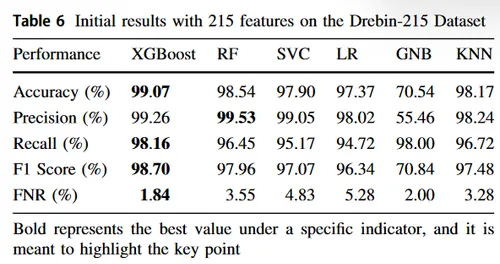 Table 6 Initial results with 215 features on the Drebin-215 Dataset
Performance XGBoost RF SVC LR GNB KNN
Accuracy (%) 99.07 98.54 97.90 97.37 70.54 98.17
Precision (%) 99.26 99.53 99.05 98.02 55.46 98.24
Recall (%) 98.16 96.45 95.17 94.72 98.00 96.72
F1 Score (%) 98.70 97.96 97.07 96.34 70.84 97.48
FNR (%) 1.84 3.55 4.83 5.28 2.00 3.28
Bold represents the best value under a specific indicator, and it is
meant to highlight the key point